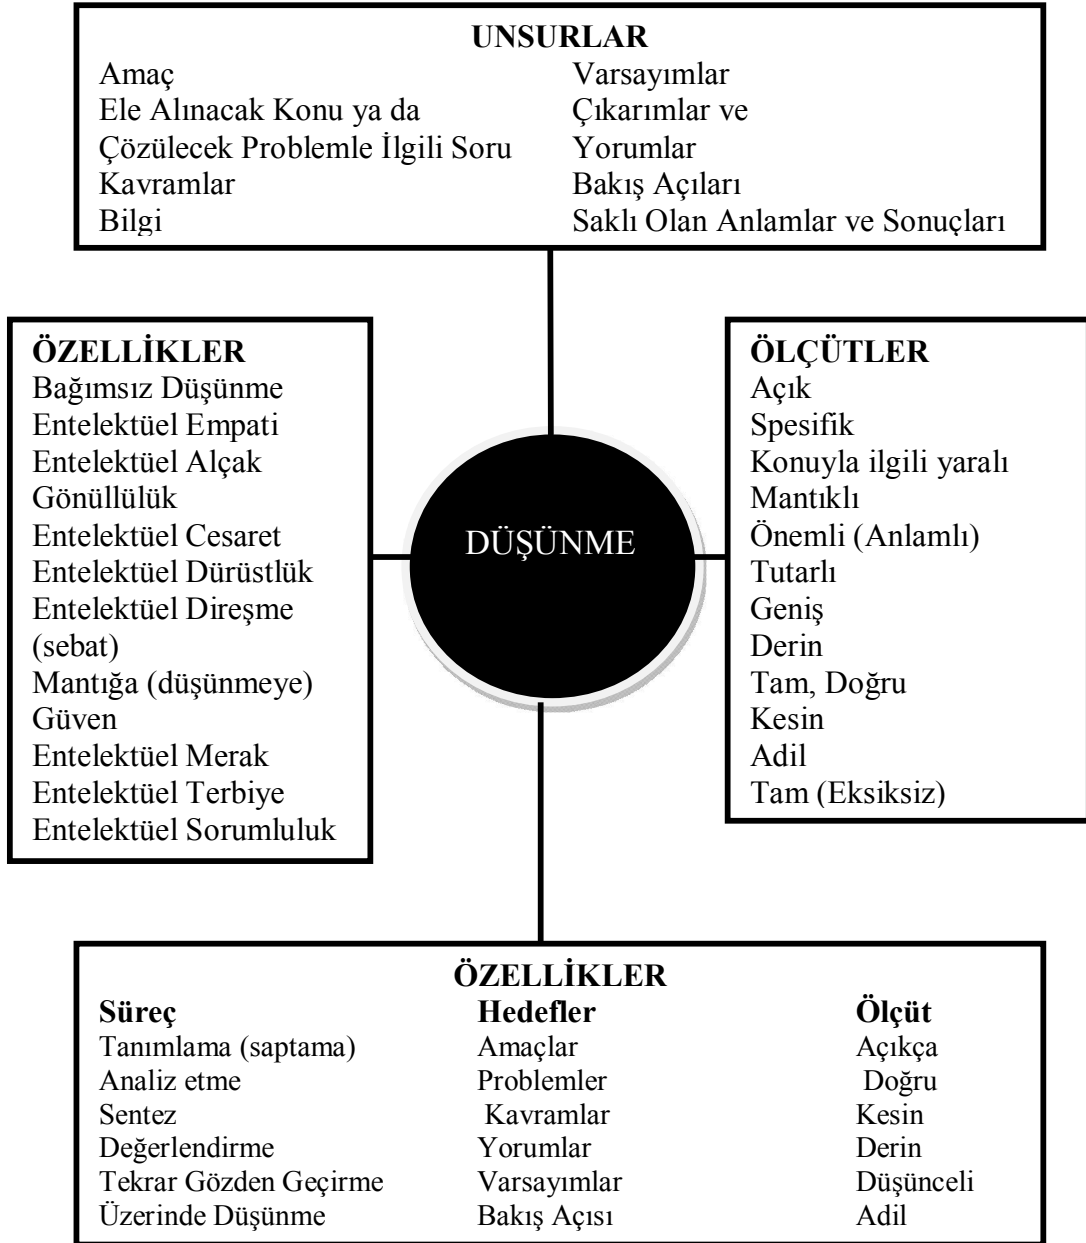 UNSURLAR
Amaç
Ele Alınacak Konu ya da
Çözülecek Problemle İlgili Soru
Kavramlar
Bilgi
Varsayımlar
Çıkarımlar ve
Yorumlar
Bakış Açıları
Saklı Olan Anlamlar ve Sonuçları
ÖZELLİKLER
Bağımsız Düşünme
Entelektüel Empati
Entelektüel Alçak
Gönüllülük
Entelektüel Cesaret
Entelektüel Dürüstlük
Entelektüel Direşme
(sebat)
Mantığa (düşünmeye)
Güven
Entelektüel Merak
Entelektüel Terbiye
Entelektüel Sorumluluk
DÜŞÜNME
ÖLÇÜTLER
Açık
Spesifik
Konuyla ilgili yaralı
Mantıklı
Önemli (Anlamlı)
Tutarlı
Geniş
Derin
Tam, Doğru
Kesin
Adil
Tam (Eksiksiz)
ÖZELLİKLER
Süreç Hedefler Ölçüt
Tanımlama (saptama) Amaçlar Açıkça
Analiz etme Problemler Doğru
Sentez Kavramlar Kesin
Değerlendirme Yorumlar Derin
Tekrar Gözden Geçirme Varsayımlar Düşünceli
Üzerinde Düşünme Bakış Açısı Adil